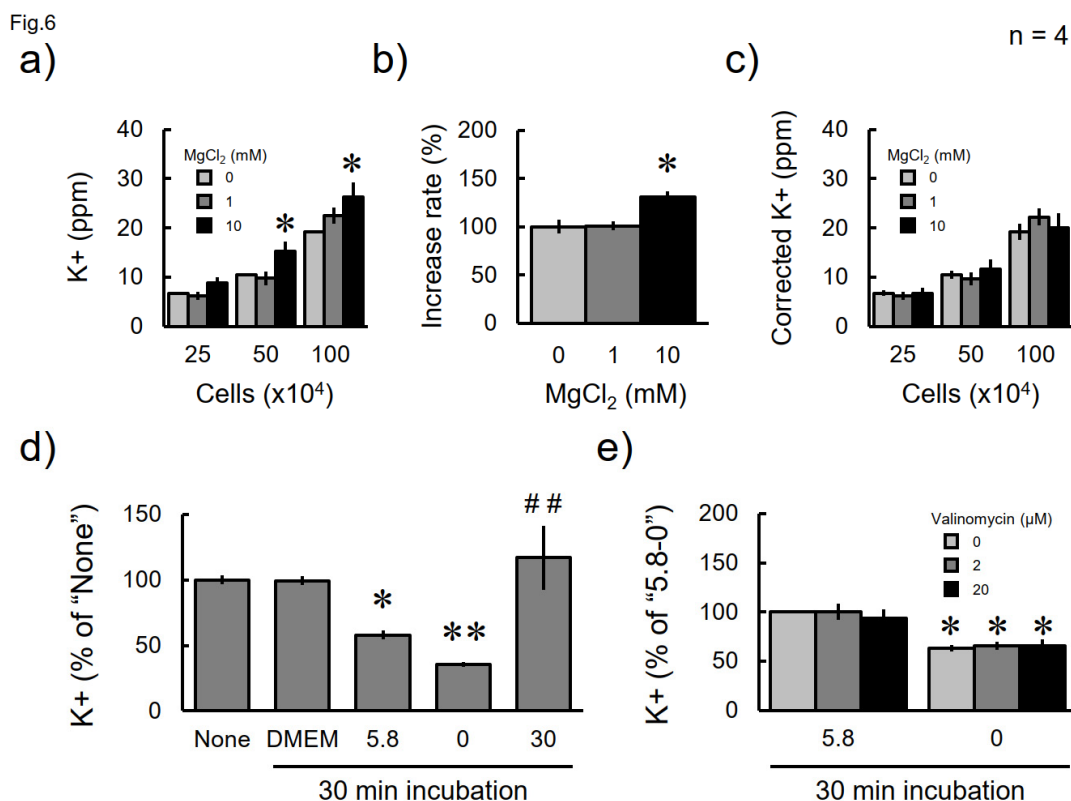 Fig.6
n = 4
a)
K+ (ppm)
40
30
20
10
0
MgCl₂ (mM)
0
1
10
*
*
25 50 100
Cells (x10⁴)
b)
Increase rate (%)
200
150
100
50
0
*
0 1 10
MgCl₂ (mM)
c)
Corrected K+ (ppm)
40
30
20
10
0
MgCl₂ (mM)
0
1
10
25 50 100
Cells (x10⁴)
d)
K+ (% of “None”)
150
100
50
0
*
**
# #
None DMEM 5.8 0 30
30 min incubation
e)
K+ (% of “5.8-0”)
200
150
100
50
0
Valinomycin (µM)
0
2
20
* * *
5.8 0
30 min incubation